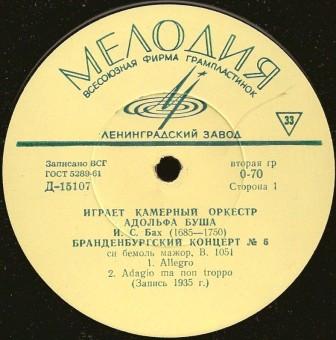 МЕЛОДИЯ
ВСЕСОЮЗНАЯ ФИРМА ГРАМПЛАСТИНОК
ЛЕНИНГРАДСКИЙ ЗАВОД
33
Записано ВСГ
ГОСТ 5289-61
Д-15107
вторая гр
0-70
Сторона 1
ИГРАЕТ КАМЕРНЫЙ ОРКЕСТР
АДОЛЬФА БУША
И. С. Бах (1685—1750)
БРАНДЕНБУРГСКИЙ КОНЦЕРТ № 6
си бемоль мажор, В. 1051
1. Allegro
2. Adagio ma non troppo
(Запись 1935 г.)